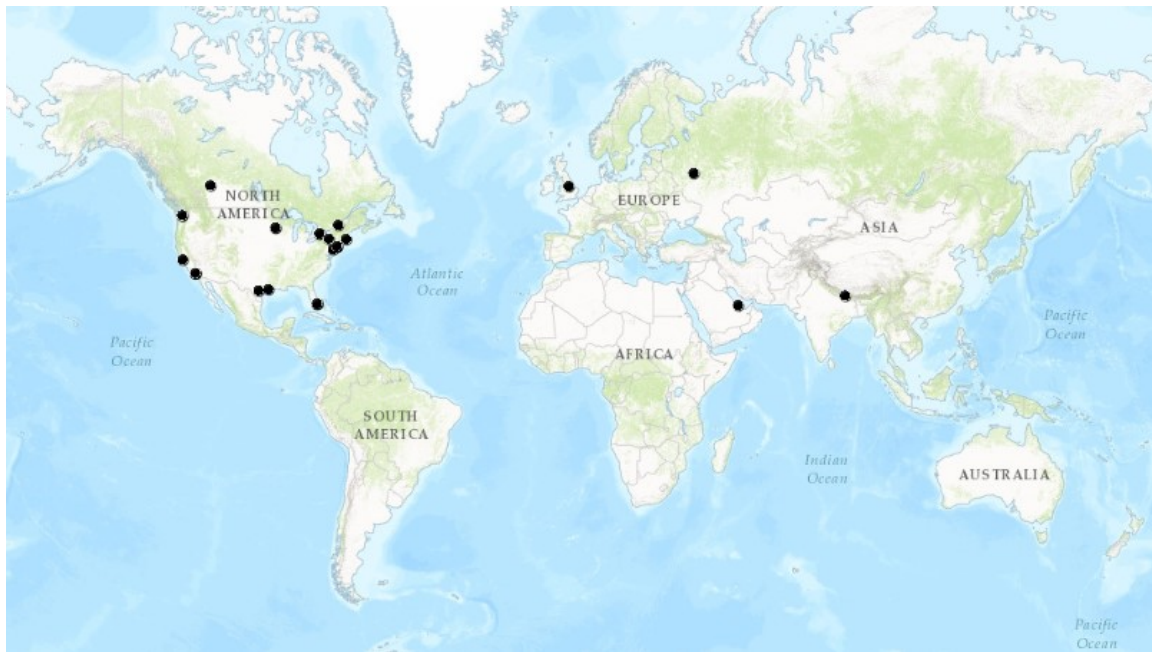 NORTH
AMERICA
EUROPE
ASIA
Atlantic
Ocean
Pacific
Ocean
Pacific
Ocean
AFRICA
SOUTH
AMERICA
Indian
Ocean
AUSTRALIA
Pacific
Ocean